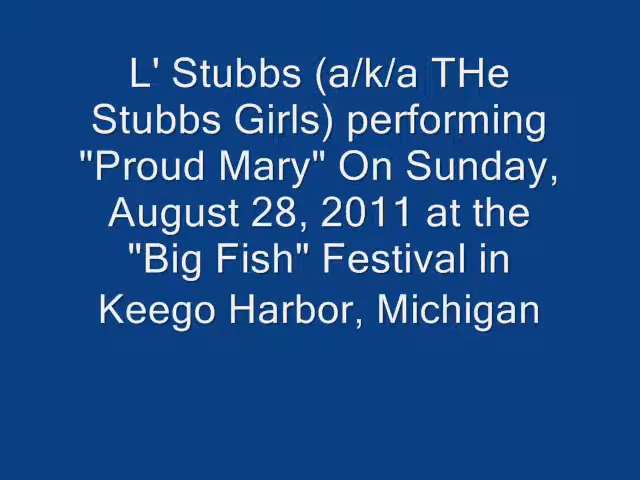 L' Stubbs (a/k/a THe
Stubbs Girls) performing
"Proud Mary" On Sunday,
August 28, 2011 at the
"Big Fish" Festival in
Keego Harbor, Michigan